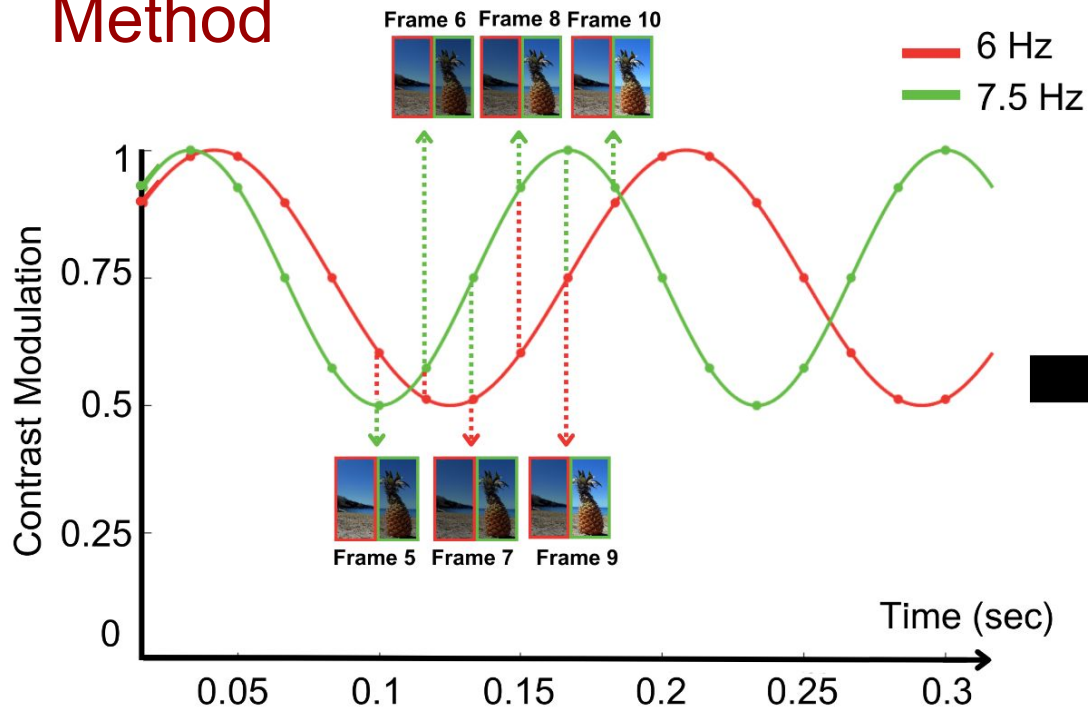 Method
Frame 6 Frame 8 Frame 10
6 Hz
7.5 Hz
1
0.75
0.5
0.25
0
Contrast Modulation
Frame 5 Frame 7 Frame 9
Time (sec)
0.05 0.1 0.15 0.2 0.25 0.3